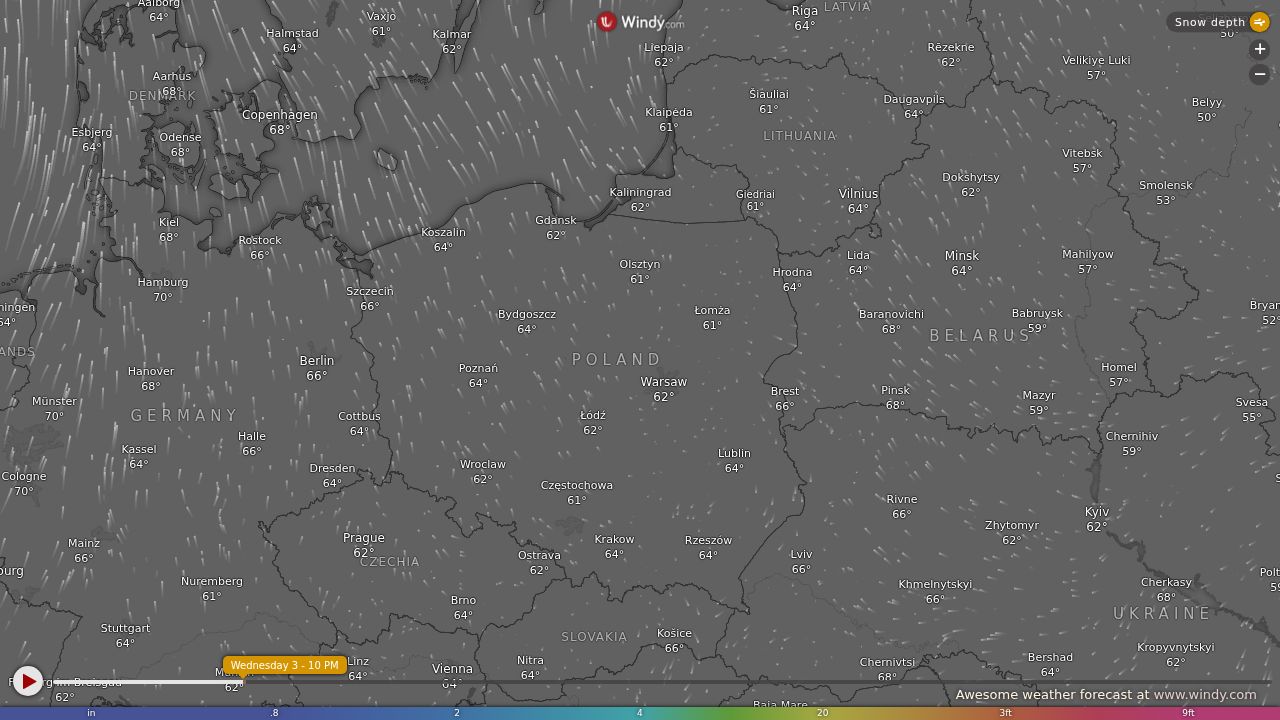 Aalborg
64°
Halmstad
64°
Vaxjo
61°
Kalmar
62°
Windy.com
Liepaja
62°
Riga
64°
LATVIA
Rēzekne
62°
Velikiye Luki
57°
Snow depth
50°
+
−
Aarhus
68°
DENMARK
Copenhagen
68°
Esbjerg
64°
Odense
68°
Klaipėda
61°
Šiauliai
61°
LITHUANIA
Daugavpils
64°
Belyy
50°
Vitebsk
57°
Smolensk
53°
Dokshytsy
62°
Kaliningrad
62°
Giedriai
61°
Vilnius
64°
Kiel
68°
Rostock
66°
Koszalin
64°
Gdansk
62°
Olsztyn
61°
Hrodna
64°
Lida
64°
Minsk
64°
Mahilyow
57°
Hamburg
70°
Szczecin
66°
Bydgoszcz
64°
Łomża
61°
Baranovichi
68°
Babruysk
59°
BELARUS
Bryan
52°
ningen
64°
ANDS
Hanover
68°
Berlin
66°
Poznań
64°
POLAND
Warsaw
62°
Brest
66°
Pinsk
68°
Homel
57°
Mazyr
59°
Svesa
55°
Münster
70°
GERMANY
Cottbus
64°
Łódź
62°
Kassel
64°
Halle
66°
Chernihiv
59°
Cologne
70°
Dresden
64°
Wroclaw
62°
Częstochowa
61°
Lublin
64°
Rivne
66°
Kyiv
62°
Zhytomyr
62°
Mainz
66°
Prague
62°
CZECHIA
Ostrava
62°
Krakow
64°
Rzeszów
64°
Lviv
66°
burg
Nuremberg
61°
Brno
64°
Khmelnytskyi
66°
Cherkasy
68°
Polt
59
UKRAINE
Stuttgart
64°
SLOVAKIA
Košice
66°
Wednesday 3 - 10 PM
Linz
64°
Vienna
64°
Nitra
64°
Chernivtsi
68°
Bershad
64°
Kropyvnytskyi
62°
62°
62°
Baia Mare
Awesome weather forecast at www.windy.com
in .8 2 4 20 3ft 9ft